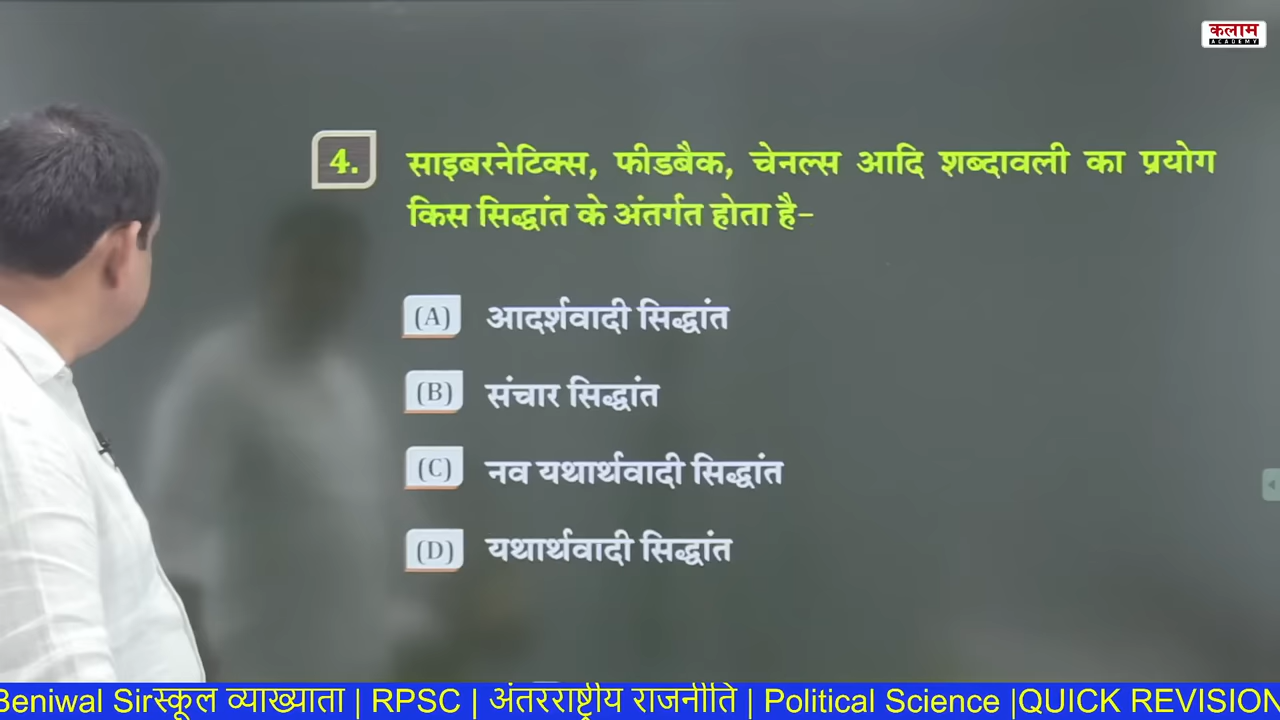 कलाम
ACADEMY
4. साइबरनेटिक्स, फीडबैक, चेनल्स आदि शब्दावली का प्रयोग
किस सिद्धांत के अंतर्गत होता है-
(A) आदर्शवादी सिद्धांत
(B) संचार सिद्धांत
(C) नव यथार्थवादी सिद्धांत
(D) यथार्थवादी सिद्धांत
Beniwal Sirस्कूल व्याख्याता | RPSC | अंतरराष्ट्रीय राजनीति | Political Science |QUICK REVISION